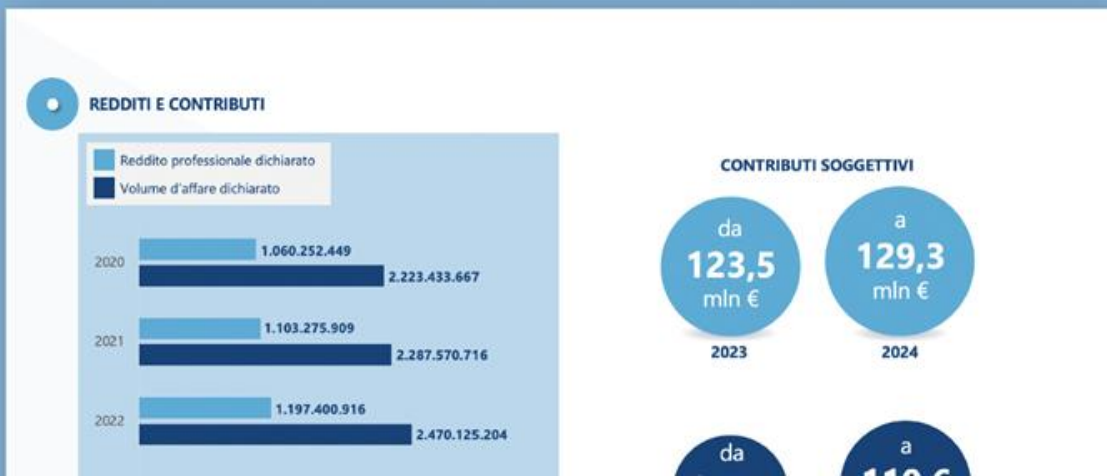 REDDITI E CONTRIBUTI
Reddito professionale dichiarato
Volume d'affare dichiarato
2020
1.060.252.449
2.223.433.667
2021
1.103.275.909
2.287.570.716
2022
1.197.400.916
2.470.125.204
CONTRIBUTI SOGGETTIVI
da
123,5
mln €
2023
a
129,3
mln €
2024
da
a